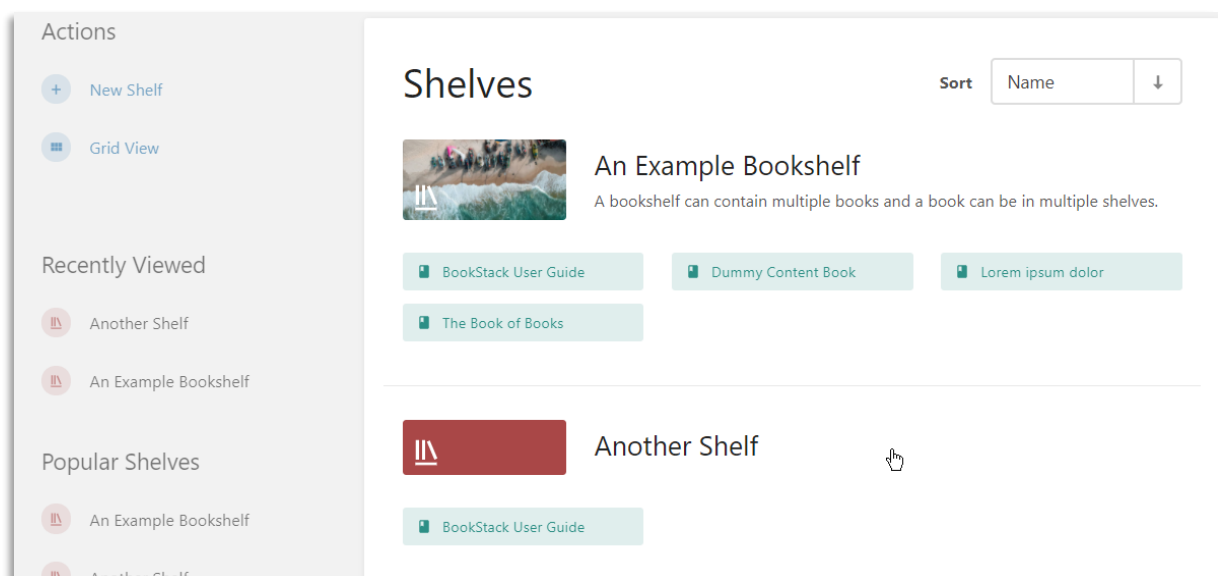 Actions
New Shelf
Grid View
Recently Viewed
Another Shelf
An Example Bookshelf
Popular Shelves
An Example Bookshelf
Another Shelf
Shelves
Sort Name
An Example Bookshelf
A bookshelf can contain multiple books and a book can be in multiple shelves.
BookStack User Guide
Dummy Content Book
Lorem ipsum dolor
The Book of Books
Another Shelf
BookStack User Guide